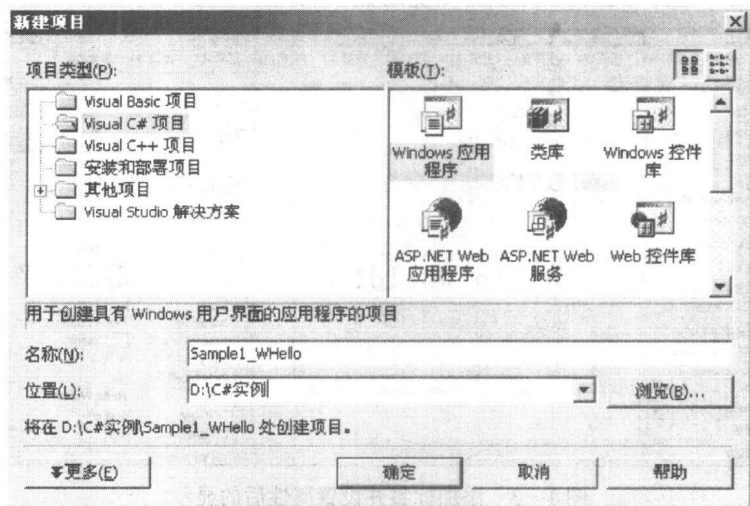 新建项目
项目类型(P):
模板(T):
Visual Basic 项目
Visual C# 项目
Visual C++ 项目
安装和部署项目
其他项目
Visual Studio 解决方案
Windows 应用
程序
类库
Windows 控件
库
ASP.NET Web
应用程序
ASP.NET Web
服务
Web 控件库
用于创建具有 Windows 用户界面的应用程序的项目
名称(N):
Sample1_WHello
位置(L):
D:\C#实例
浏览(B)...
将在 D:\C#实例\Sample1_WHello 处创建项目。
更多(E)
确定
取消
帮助